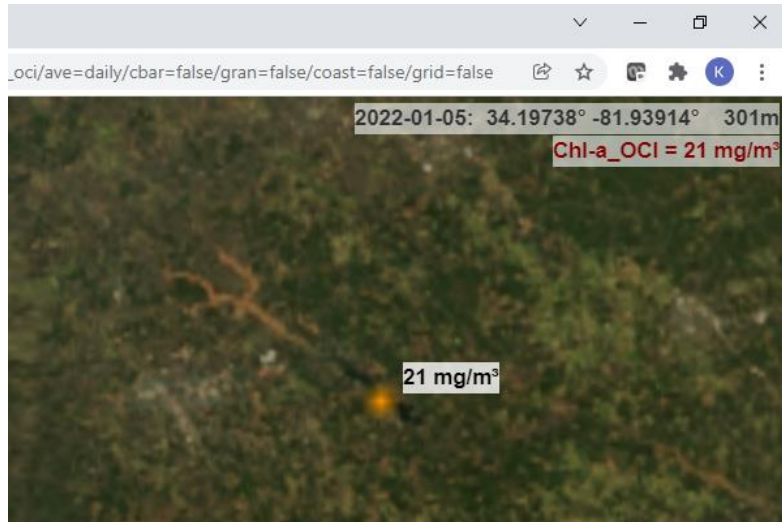 _oci/ave=daily/cbar=false/gran=false/coast=false/grid=false
K
2022-01-05: 34.19738° -81.93914° 301m
Chl-a_OCI = 21 mg/m³
21 mg/m³